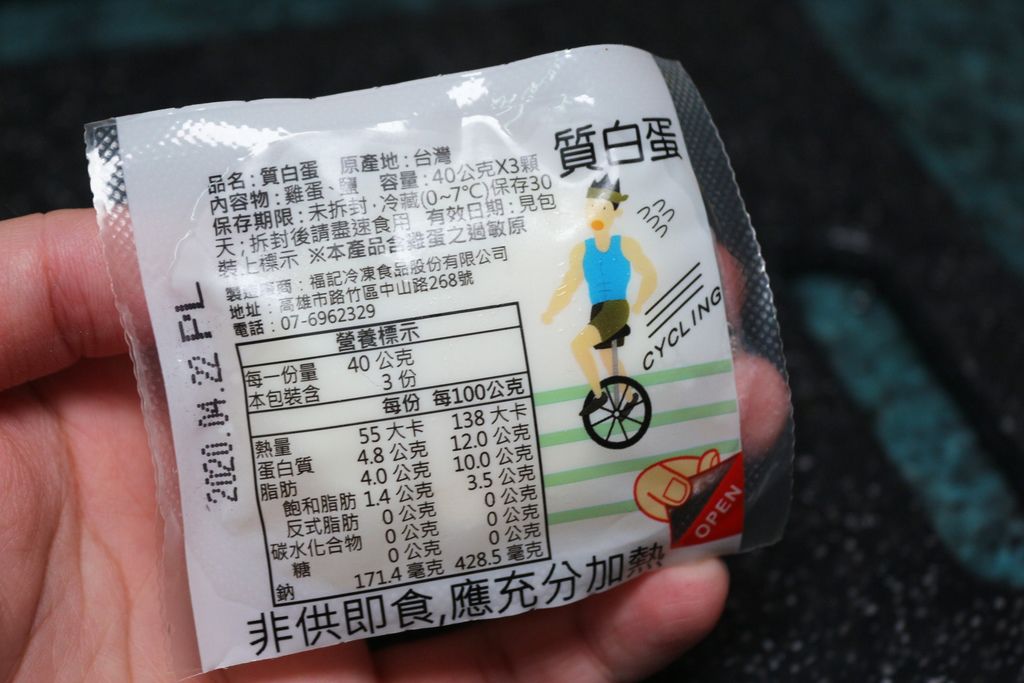 質白蛋
品名：質白蛋 原產地：台灣
內容物：雞蛋、鹽 容量：40公克X3顆
保存期限：未拆封，冷藏(0~7℃)保存30
天；拆封後請盡速食用 有效日期：見包
裝上標示 ※本產品含雞蛋之過敏原
製造廠商：福記冷凍食品股份有限公司
地址：高雄市路竹區中山路268號
電話：07-6962329
營養標示
每一份量 40 公克
本包裝含 3 份
每份 每100公克
熱量 55 大卡 138 大卡
蛋白質 4.8 公克 12.0 公克
脂肪 4.0 公克 10.0 公克
飽和脂肪 1.4 公克 3.5 公克
反式脂肪 0 公克 0 公克
碳水化合物 0 公克 0 公克
糖 0 公克 0 公克
鈉 171.4 毫克 428.5 毫克
非供即食,應充分加熱
2020.04.22 PL
CYCLING
OPEN